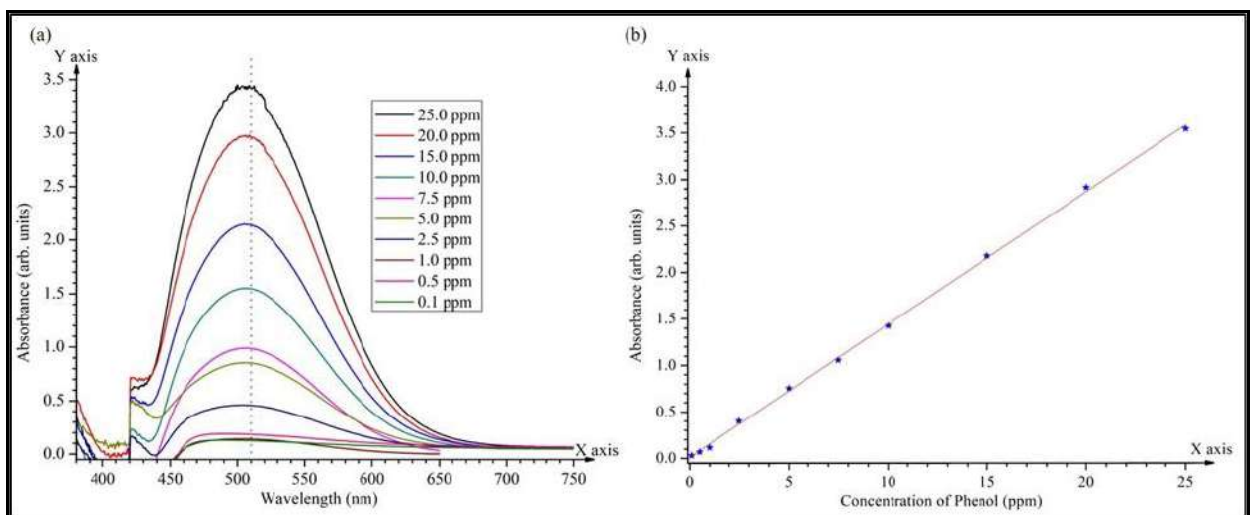 (a)
Y axis
3.5
3.0
2.5
2.0
1.5
1.0
0.5
0.0
Absorbance (arb. units)
25.0 ppm
20.0 ppm
15.0 ppm
10.0 ppm
7.5 ppm
5.0 ppm
2.5 ppm
1.0 ppm
0.5 ppm
0.1 ppm
X axis
400 450 500 550 600 650 700 750
Wavelength (nm)
(b)
Y axis
4.0
3.5
3.0
2.5
2.0
1.5
1.0
0.5
0.0
Absorbance (arb. units)
X axis
0 5 10 15 20 25
Concentration of Phenol (ppm)